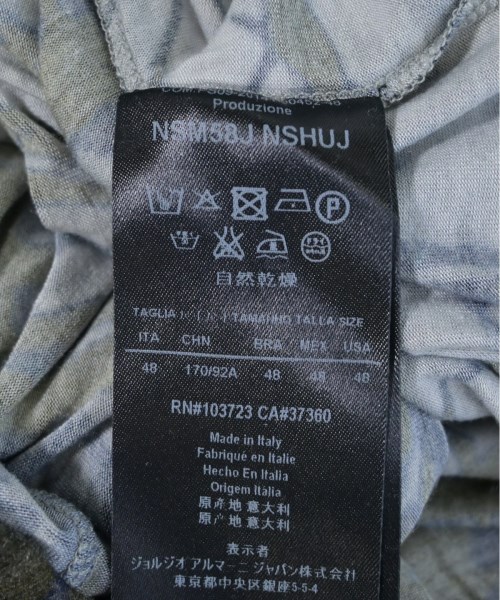 Produzione
NSM58J NSHUJ
P
自然乾燥
TAGLIA TAMANHO TALLA SIZE
ITA CHN BRA MEX USA
48 170/92A 48 48 48
RN#103723 CA#37360
Made in Italy
Fabriqué en Italie
Hecho En Italia
Origem Itália
原産地意大利
原产地意大利
表示者
ジョルジオ アルマーニ ジャパン株式会社
東京都中央区銀座5-5-4